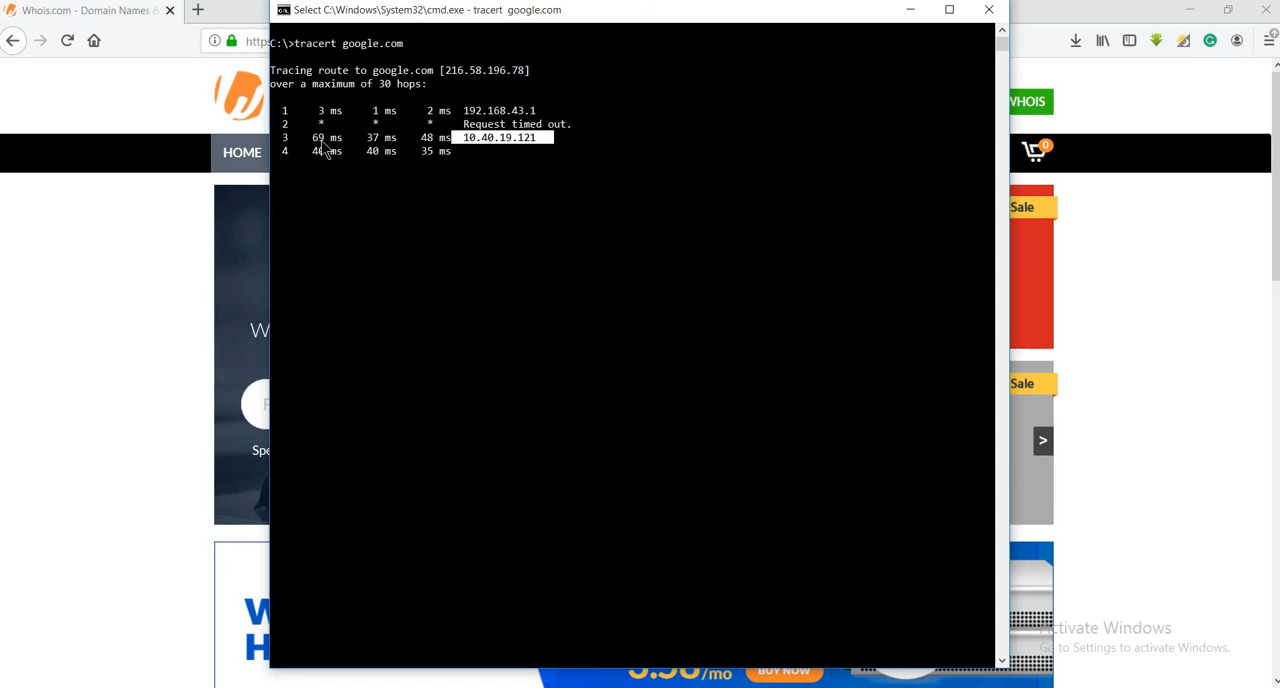 Whois.com - Domain Names &
Select C:\Windows\System32\cmd.exe - tracert google.com
http
C:\>tracert google.com
Tracing route to google.com [216.58.196.78]
over a maximum of 30 hops:
1 3 ms 1 ms 2 ms 192.168.43.1
2 * * * Request timed out.
3 69 ms 37 ms 48 ms 10.40.19.121
4 ms 40 ms 35 ms
WHOIS
HOME
0
Sale
W
Sale
Spe
>
W
H
/mo
BUY NOW
Activate Windows
Go to Settings to activate Windows.